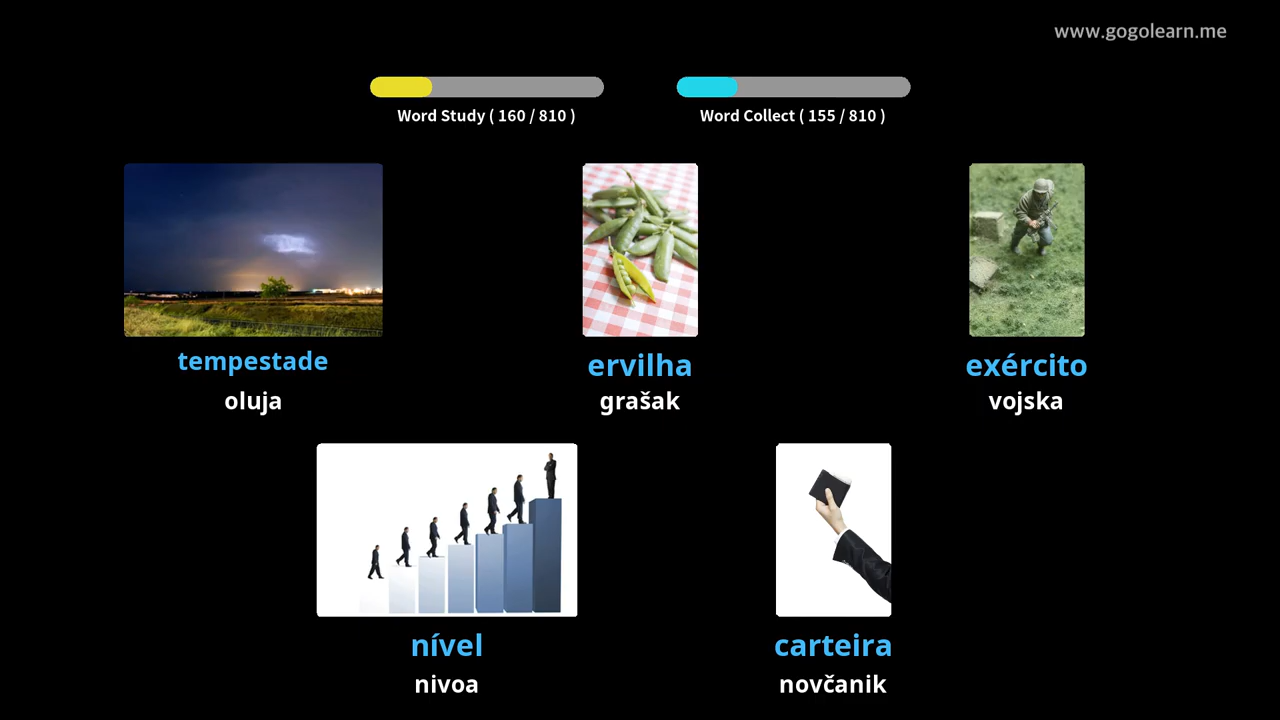 www.gogolearn.me
Word Study ( 160 / 810 )
Word Collect ( 155 / 810 )
tempestade
oluja
ervilha
grašak
exército
vojska
nível
nivoa
carteira
novčanik